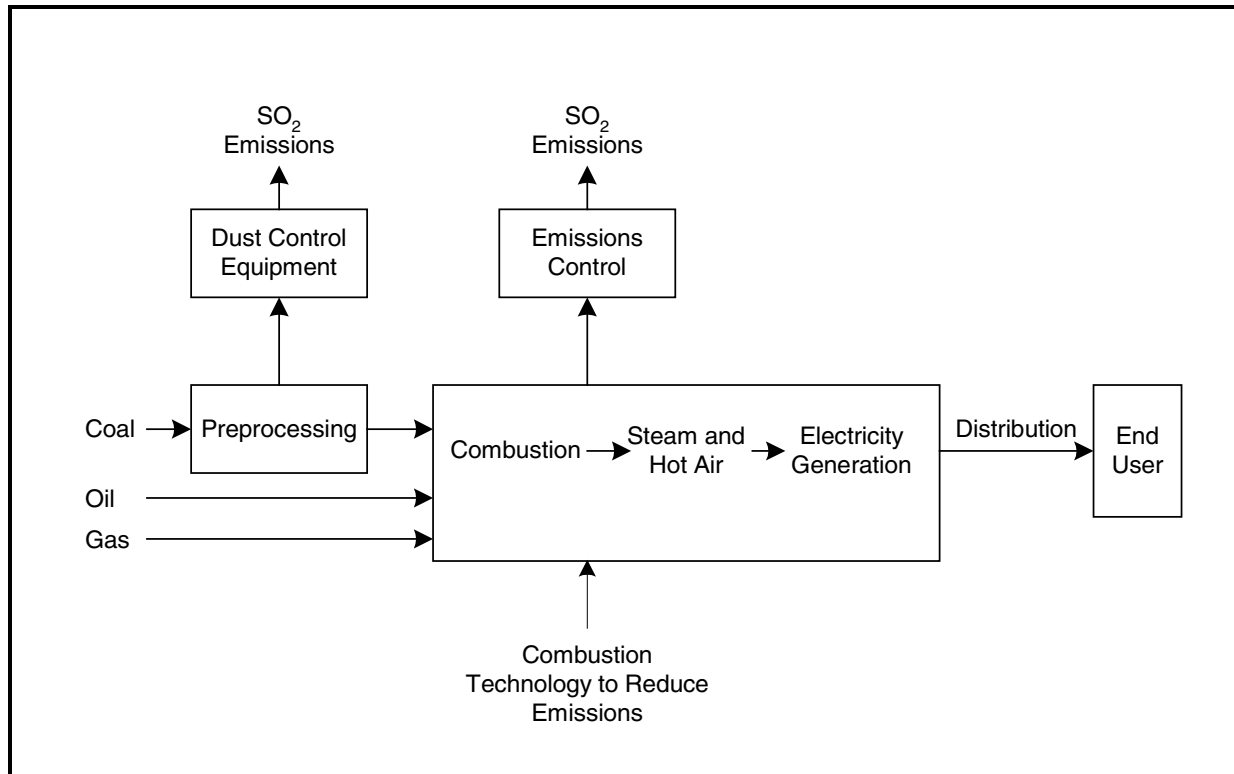 SO₂
Emissions
SO₂
Emissions
Dust Control
Equipment
Emissions
Control
Coal
Preprocessing
Combustion
Steam and
Hot Air
Electricity
Generation
Distribution
End
User
Oil
Gas
Combustion
Technology to Reduce
Emissions